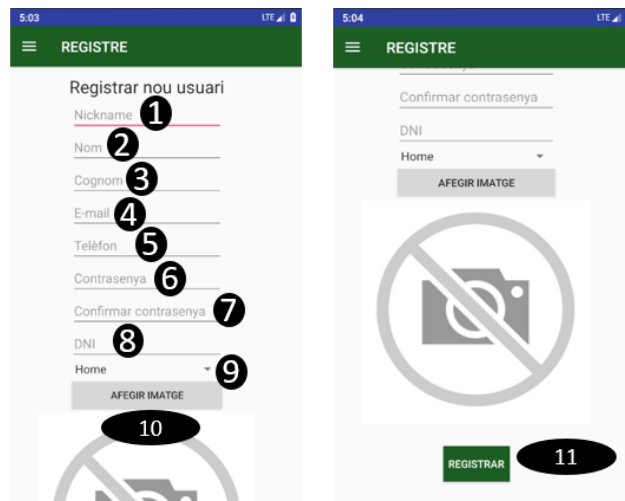 5:03
LTE
REGISTRE
Registrar nou usuari
Nickname 1
Nom 2
Cognom 3
E-mail 4
Telèfon 5
Contrasenya 6
Confirmar contrasenya 7
DNI 8
Home 9
AFEGIR IMATGE
10
5:04
LTE
REGISTRE
Confirmar contrasenya
DNI
Home
AFEGIR IMATGE
REGISTRAR 11